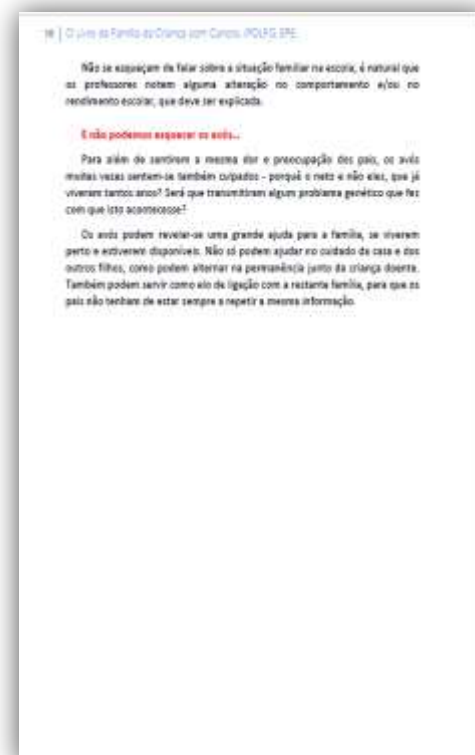 O Livro da Família da Criança com Cancro. IPOLFG, EPE.
Não se esqueçam de falar sobre a situação familiar na escola, é natural que
os professores notem alguma alteração no comportamento e/ou no
rendimento escolar, que deve ser explicada.
E não podemos esquecer os avós...
Para além de sentirem a mesma dor e preocupação dos pais, os avós
muitas vezes sentem-se também culpados - porquê o neto e não eles, que já
viveram tantos anos? Será que transmitiram algum problema genético que fez
com que isto acontecesse?
Os avós podem revelar-se uma grande ajuda para a família, se viverem
perto e estiverem disponíveis. Não só podem ajudar no cuidado da casa e dos
outros filhos, como podem alternar na permanência junto da criança doente.
Também podem servir como elo de ligação com a restante família, para que os
pais não tenham de estar sempre a repetir a mesma informação.